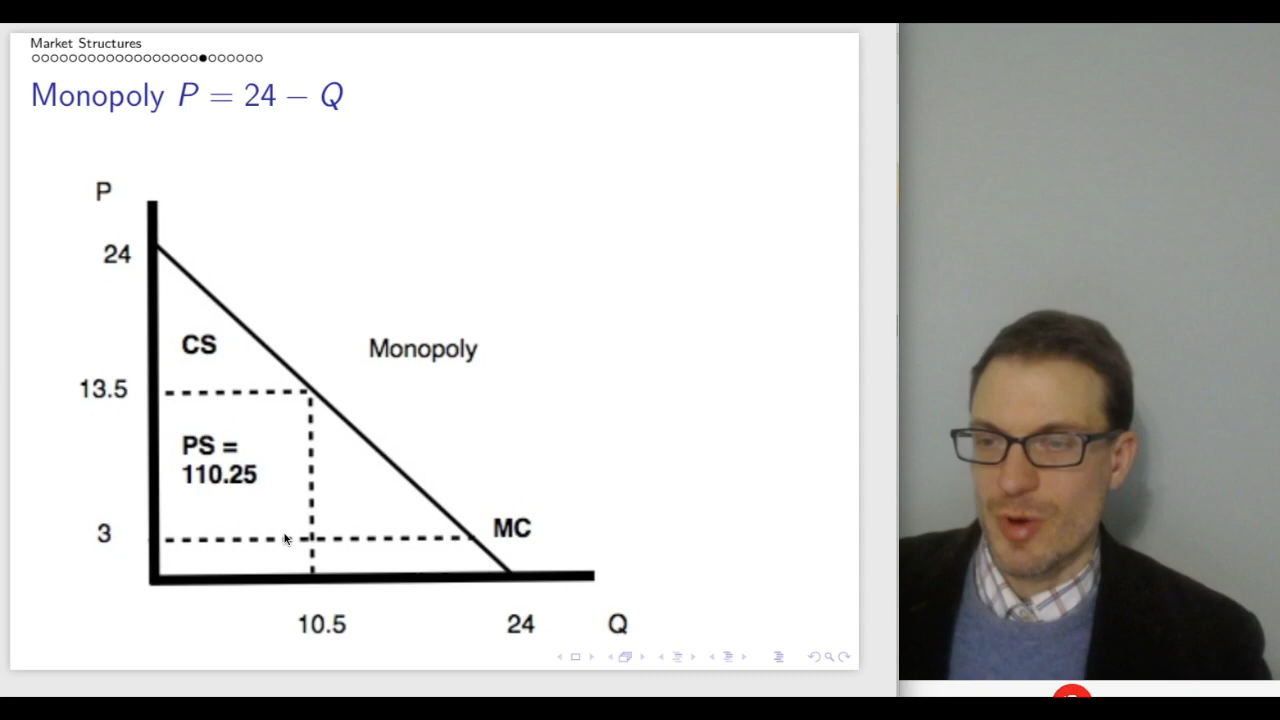 Market Structures
Monopoly P = 24 − Q
P
24
CS
Monopoly
13.5
PS =
110.25
3
MC
10.5
24
Q